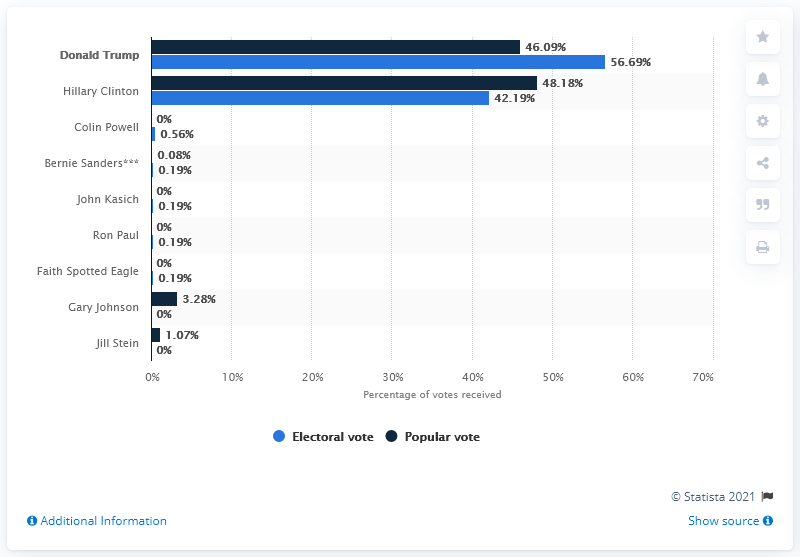 Donald Trump
46.09%
56.69%
Hillary Clinton
48.18%
42.19%
Colin Powell
0%
0.56%
Bernie Sanders***
0.08%
0.19%
John Kasich
0%
0.19%
Ron Paul
0%
0.19%
Faith Spotted Eagle
0%
0.19%
Gary Johnson
3.28%
0%
Jill Stein
1.07%
0%
0% 10% 20% 30% 40% 50% 60% 70%
Percentage of votes received
Electoral vote Popular vote
© Statista 2021
Additional Information
Show source